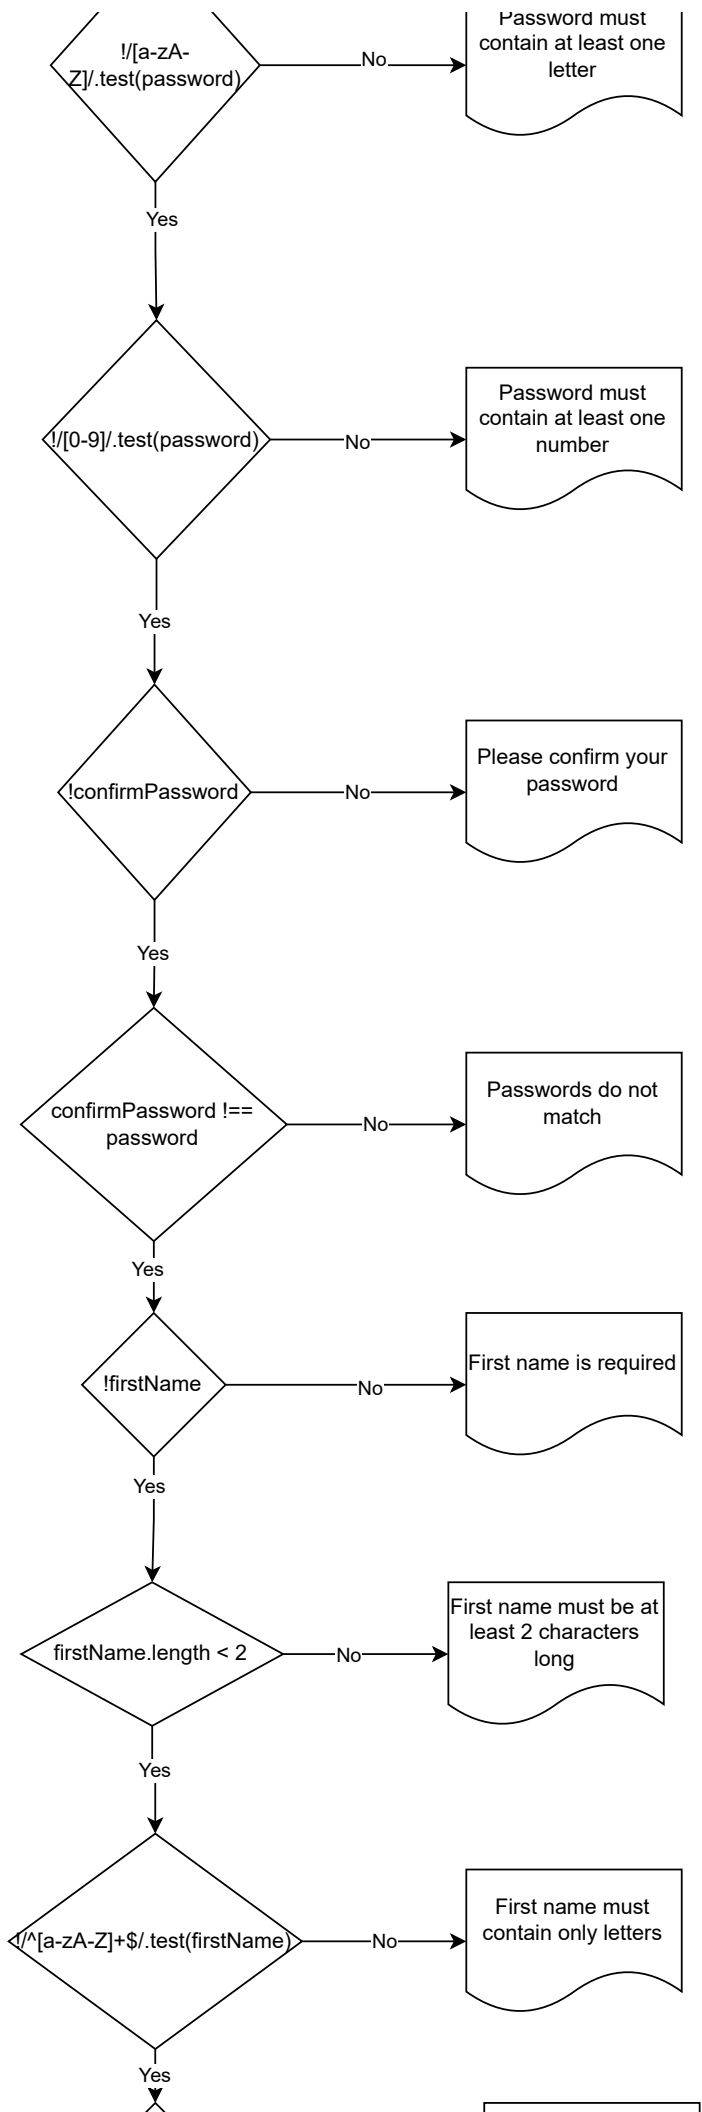 !/[a-zA-
Z]/.test(password)
No
Password must
contain at least one
letter
Yes
!/[0-9]/.test(password)
No
Password must
contain at least one
number
Yes
!confirmPassword
No
Please confirm your
password
Yes
confirmPassword !==
password
No
Passwords do not
match
Yes
!firstName
No
First name is required
Yes
firstName.length < 2
No
First name must be at
least 2 characters
long
Yes
!/^[a-zA-Z]+$/.test(firstName)
No
First name must
contain only letters
Yes